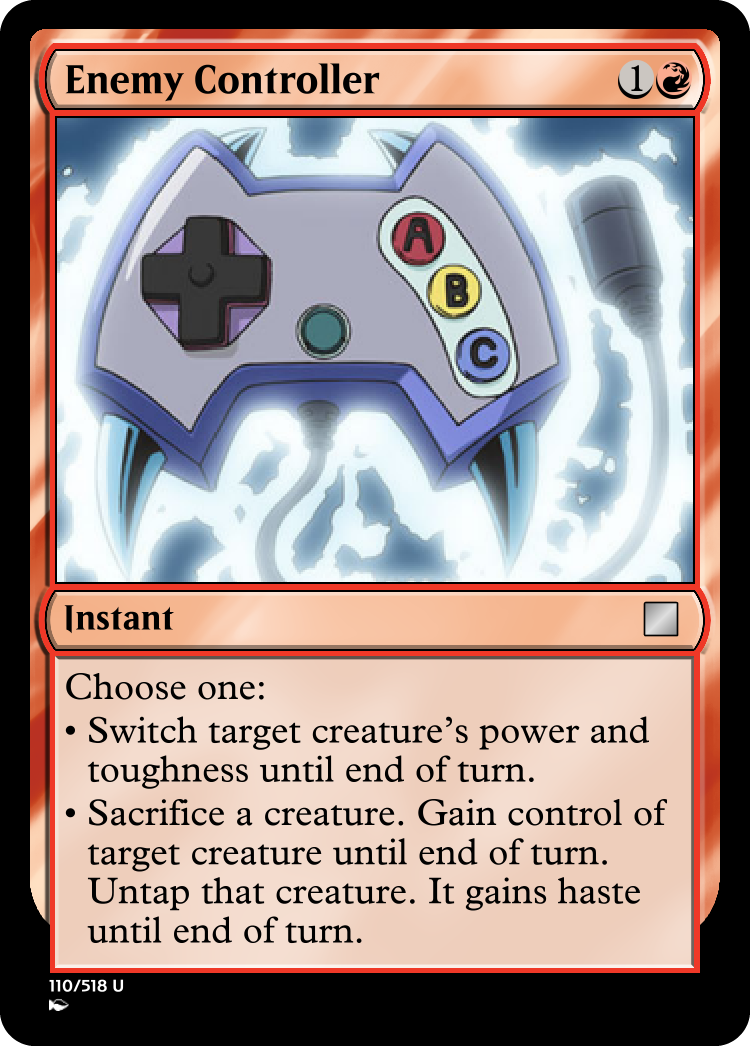 Enemy Controller 1
A
B
C
Instant
Choose one:
• Switch target creature's power and
toughness until end of turn.
• Sacrifice a creature. Gain control of
target creature until end of turn.
Untap that creature. It gains haste
until end of turn.
110/518 U